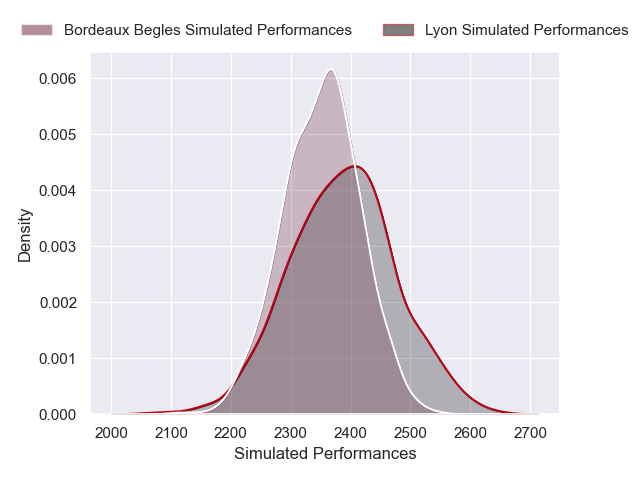 Bordeaux Begles Simulated Performances
Lyon Simulated Performances
0.006
0.005
0.004
0.003
0.002
0.001
0.000
Density
2000 2100 2200 2300 2400 2500 2600 2700
Simulated Performances